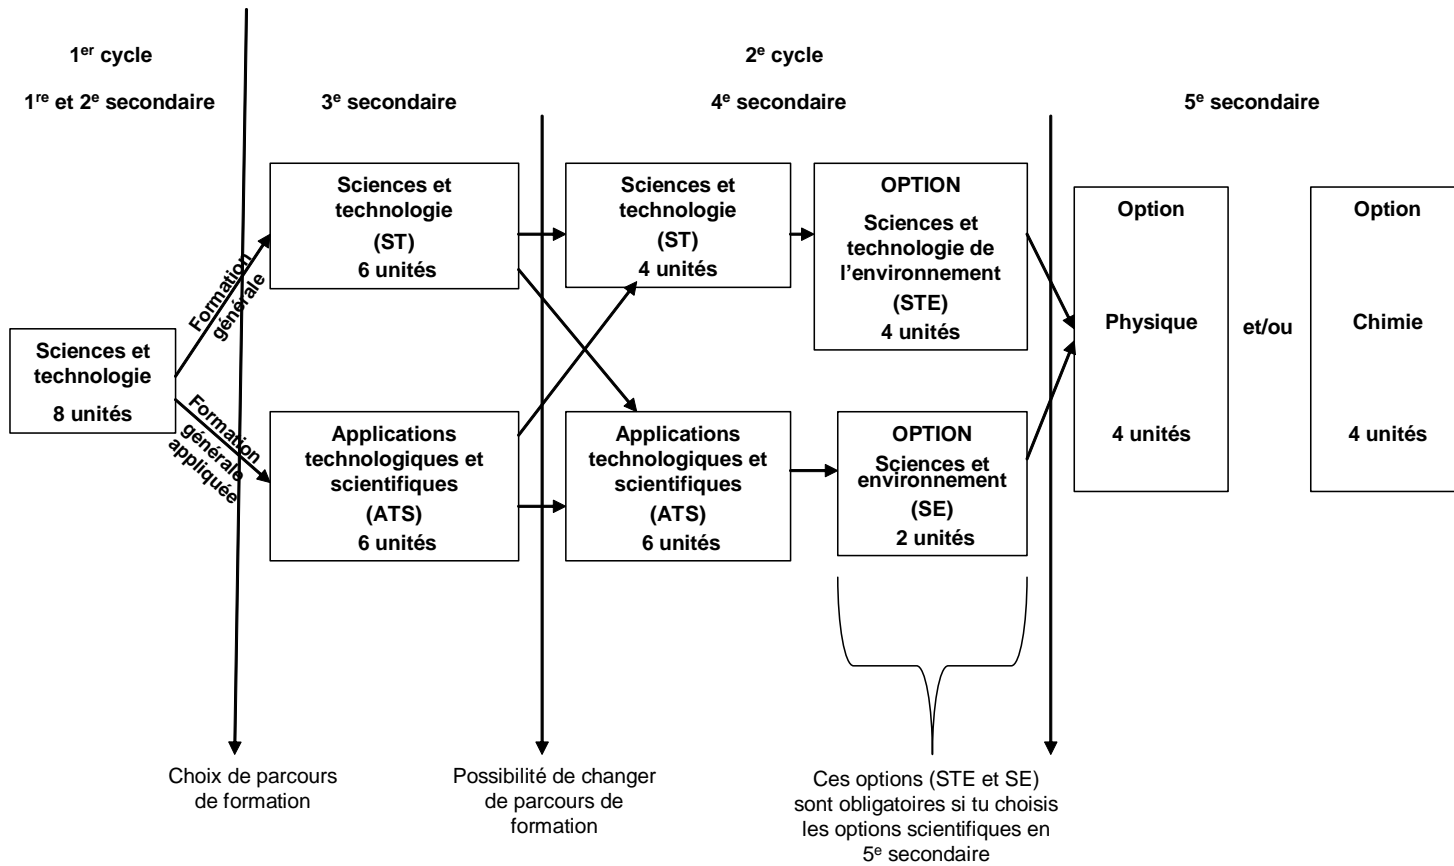 1er cycle
2e cycle
1re et 2e secondaire
3e secondaire
4e secondaire
5e secondaire
Sciences et
technologie
8 unités
Formation
générale
Formation
générale
appliquée
Sciences et
technologie
(ST)
6 unités
Applications
technologiques et
scientifiques
(ATS)
6 unités
Sciences et
technologie
(ST)
4 unités
Applications
technologiques et
scientifiques
(ATS)
6 unités
OPTION
Sciences et
technologie de
l’environnement
(STE)
4 unités
OPTION
Sciences et
environnement
(SE)
2 unités
Option
Physique
4 unités
et/ou
Option
Chimie
4 unités
Choix de parcours
de formation
Possibilité de changer
de parcours de
formation
Ces options (STE et SE)
sont obligatoires si tu choisis
les options scientifiques en
5e secondaire